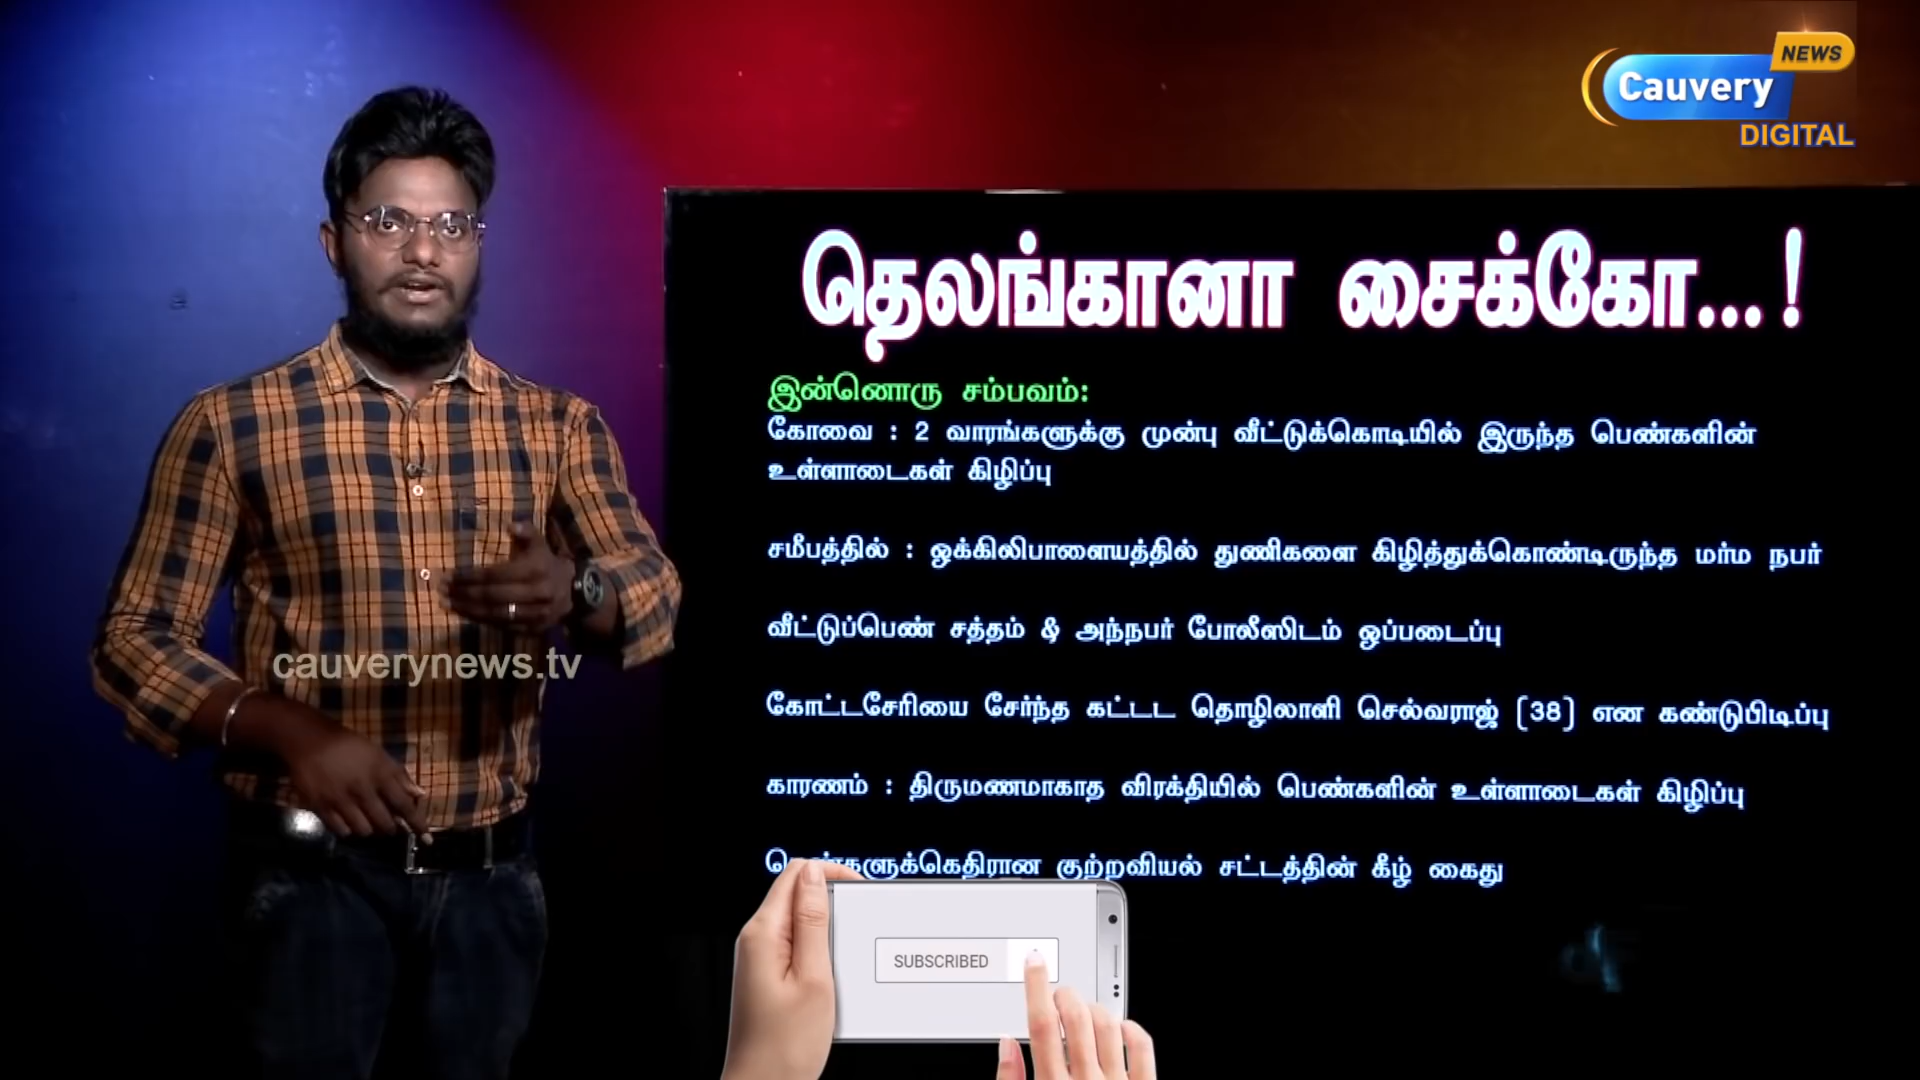 NEWS
Cauvery
DIGITAL
தெலங்கானா சைக்கோ...!
இன்னொரு சம்பவம்:
கோவை : 2 வாரங்களுக்கு முன்பு வீட்டுக்கொடியில் இருந்த பெண்களின்
உள்ளாடைகள் கிழிப்பு
சமீபத்தில் : ஒக்கிலிபாளையத்தில் துணிகளை கிழித்துக்கொண்டிருந்த மர்ம நபர்
வீட்டுப்பெண் சத்தம் & அந்நபர் போலீஸிடம் ஒப்படைப்பு
cauverynews.tv
கோட்டசேரியை சேர்ந்த கட்டட தொழிலாளி செல்வராஜ் (38) என கண்டுபிடிப்பு
காரணம் : திருமணமாகாத விரக்தியில் பெண்களின் உள்ளாடைகள் கிழிப்பு
பெண்களுக்கெதிரான குற்றவியல் சட்டத்தின் கீழ் கைது
SUBSCRIBED